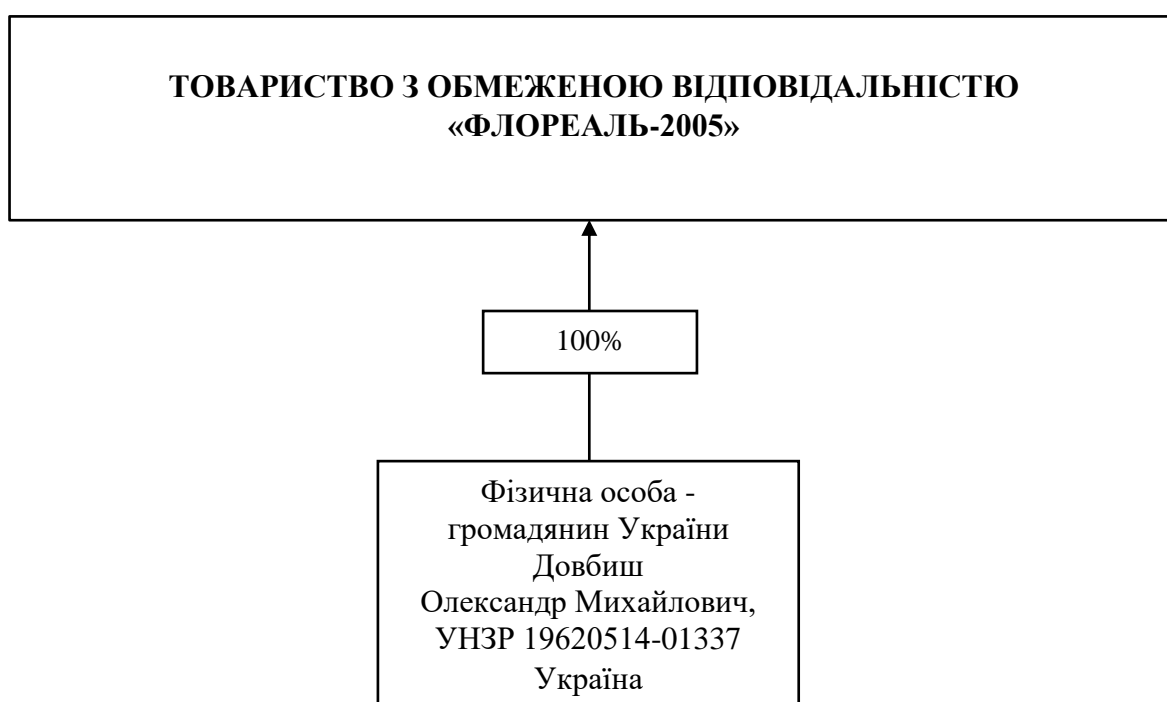 ТОВАРИСТВО З ОБМЕЖЕНОЮ ВІДПОВІДАЛЬНІСТЮ
«ФЛОРЕАЛЬ-2005»
100%
Фізична особа -
громадянин України
Довбиш
Олександр Михайлович,
УНЗР 19620514-01337
Україна